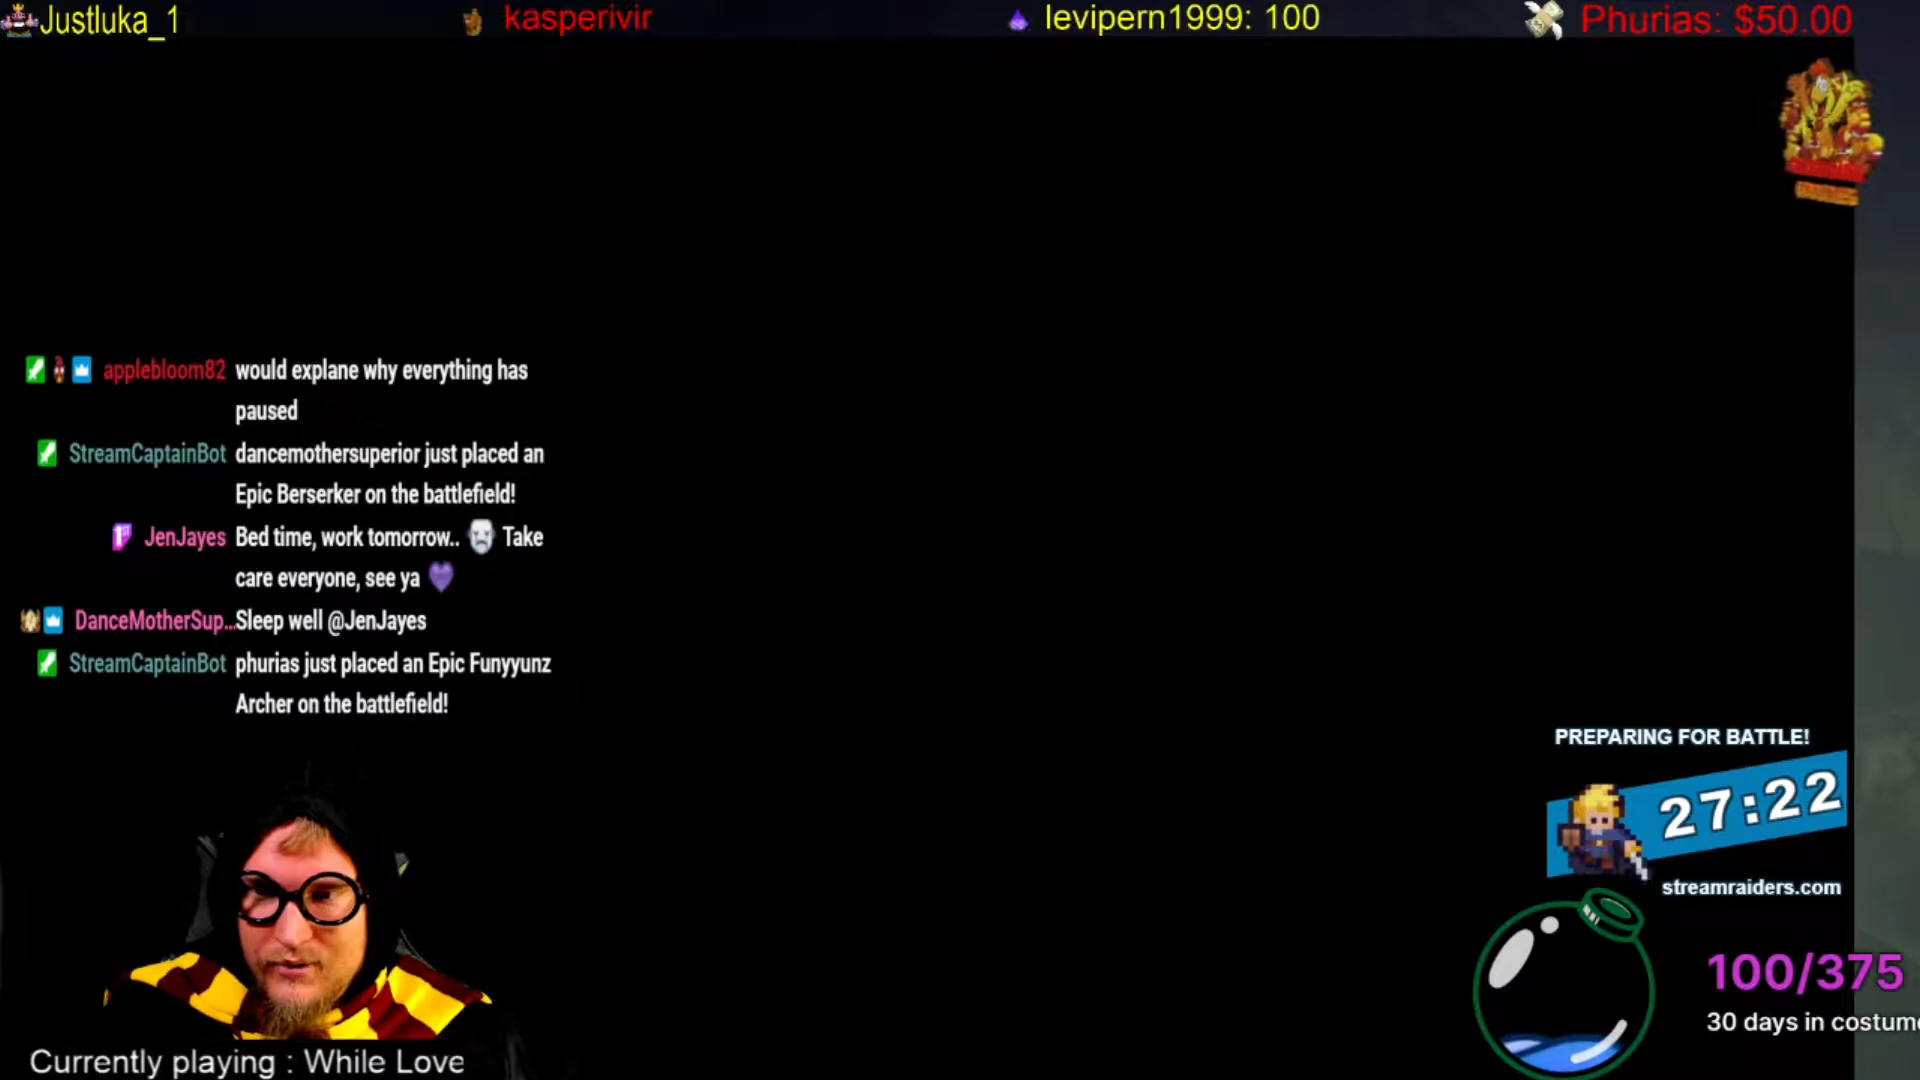 Justluka_1
kasperivir
levipern1999: 100
Phurias: $50.00
applebloom82 would explane why everything has
paused
StreamCaptainBot dancemothersuperior just placed an
Epic Berserker on the battlefield!
JenJayes Bed time, work tomorrow.. Take
care everyone, see ya
DanceMotherSup... Sleep well @JenJayes
StreamCaptainBot phurias just placed an Epic Funyyunz
Archer on the battlefield!
PREPARING FOR BATTLE!
27:22
streamraiders.com
100/375
30 days in costume
Currently playing : While Love